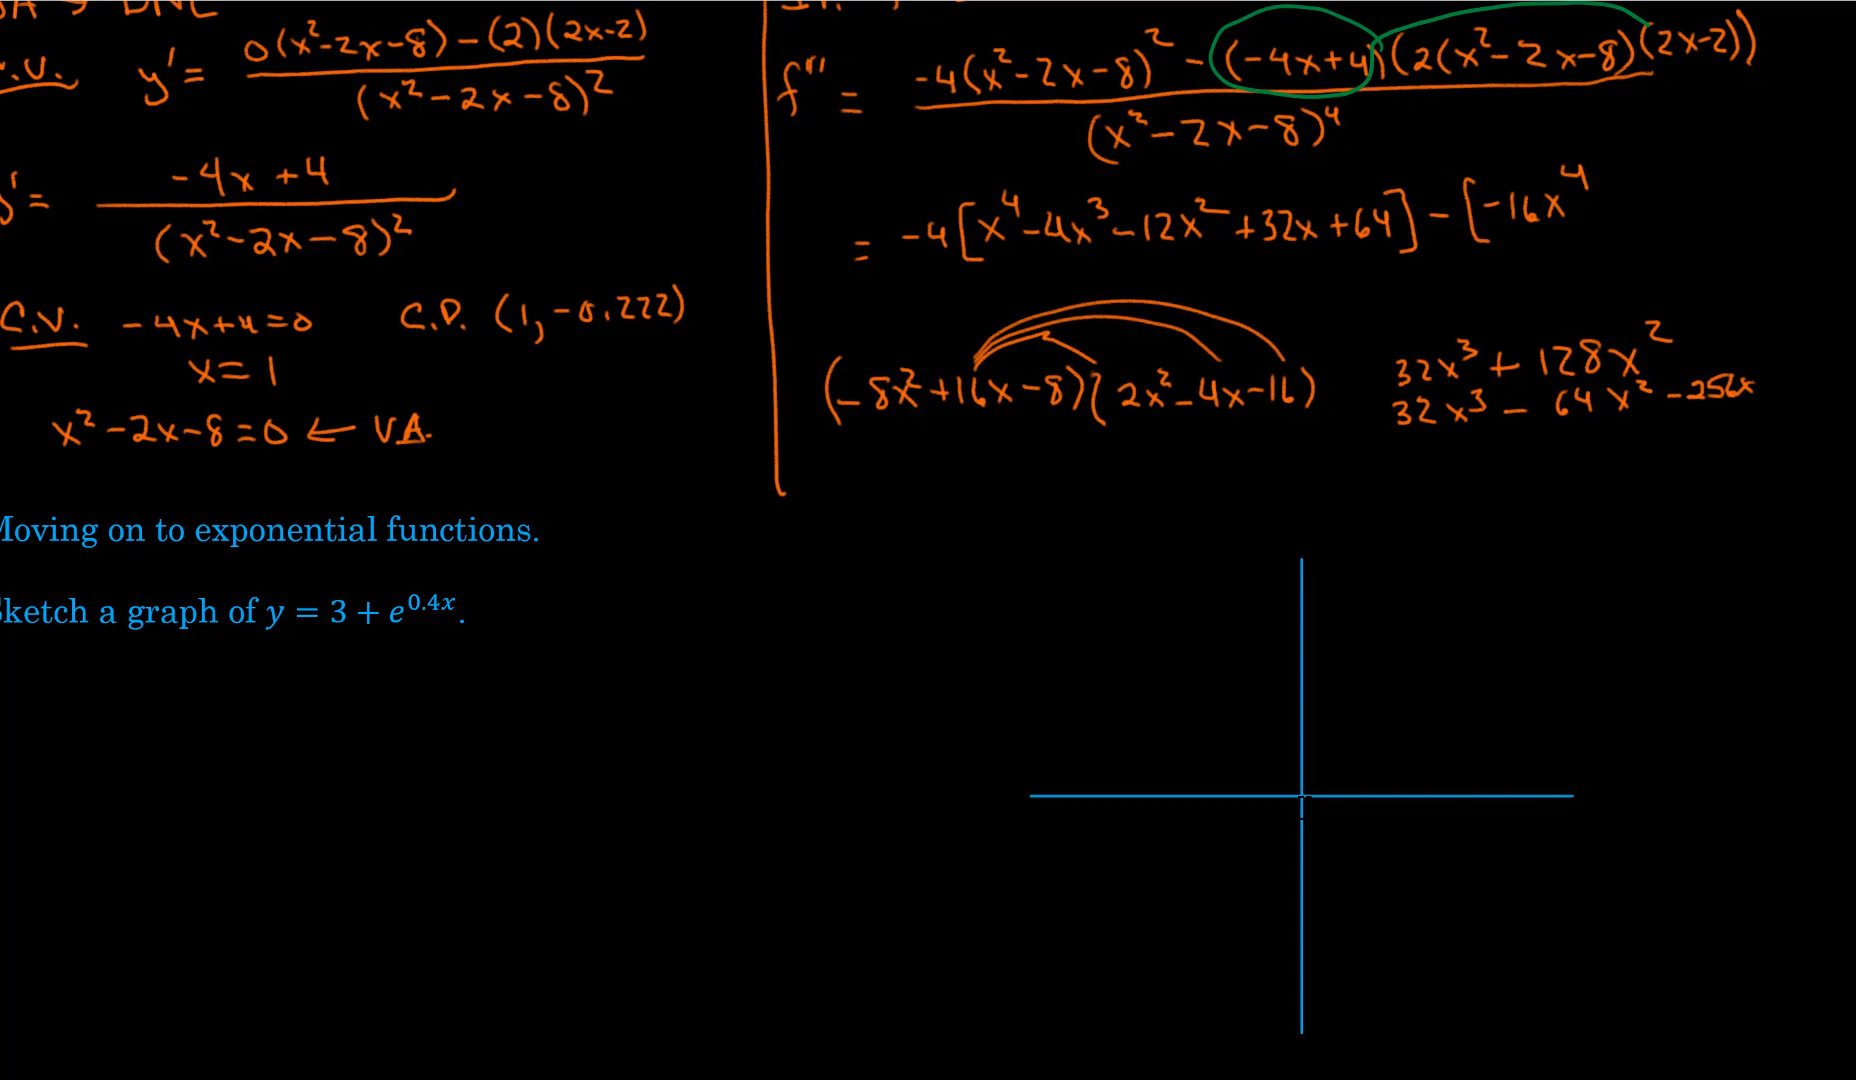 C.V. y' = 0(x²-2x-8) - (2)(2x-2) / (x²-2x-8)²
y' = -4x+4 / (x²-2x-8)²
C.V. -4x+4=0 C.P. (1, -0.222)
x = 1
x²-2x-8=0 ← V.A.
f'' = -4(x²-2x-8)² - (-4x+4)(2(x²-2x-8)(2x-2)) / (x²-2x-8)⁴
= -4[x⁴-4x³-12x²+32x+64] - [-16x⁴
(-8x²+16x-8)(2x²-4x-16) 32x³ + 128x²
32x³ - 64x² - 256x
Moving on to exponential functions.
Sketch a graph of y = 3 + e^0.4x.